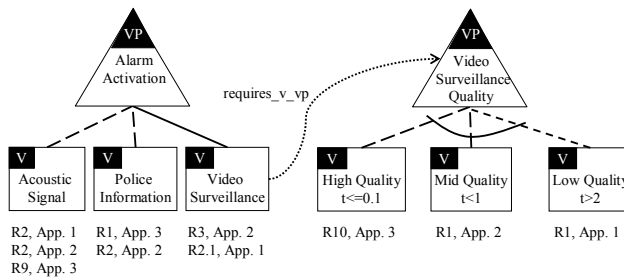 VP
Alarm
Activation
VP
Video
Surveillance
Quality
requires_v_vp
V
Acoustic
Signal
V
Police
Information
V
Video
Surveillance
V
High Quality
t<=0.1
V
Mid Quality
t<1
V
Low Quality
t>2
R2, App. 1
R2, App. 2
R9, App. 3
R1, App. 3
R2, App. 2
R3, App. 2
R2.1, App. 1
R10, App. 3
R1, App. 2
R1, App. 1